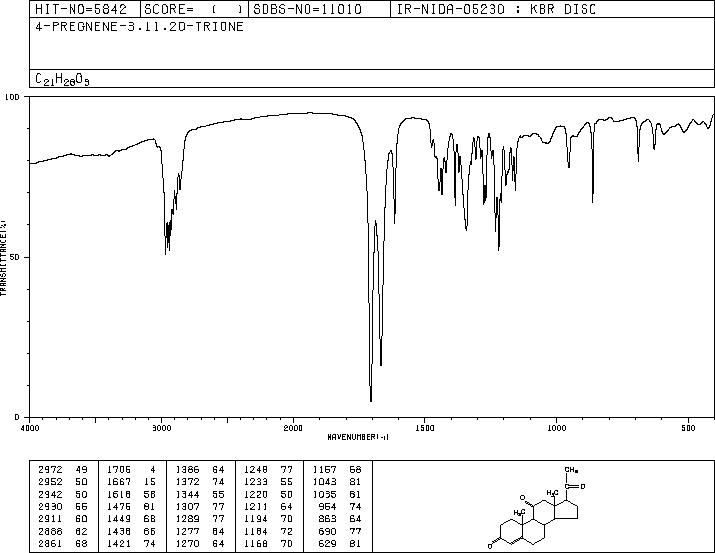 HIT-NO=5842 SCORE= ( ) SDBS-NO=11010 IR-NIDA-05230 : KBR DISC
4-PREGNENE-3,11,20-TRIONE
C21H28O3
100
50
0
TRANSMITTANCE(%)
4000 3000 2000 1500 1000 500
WAVENUMBER(-1)
2972 49 1706 4 1386 64 1248 77 1157 68
2952 50 1667 15 1372 74 1233 55 1043 81
2942 50 1618 58 1344 55 1220 50 1035 81
2930 55 1476 81 1307 77 1211 64 954 74
2911 60 1449 68 1289 77 1194 70 863 64
2888 62 1438 66 1277 84 1184 72 690 77
2861 68 1421 74 1270 64 1168 70 629 81
CH3
C O
H3C
O
H3C
O